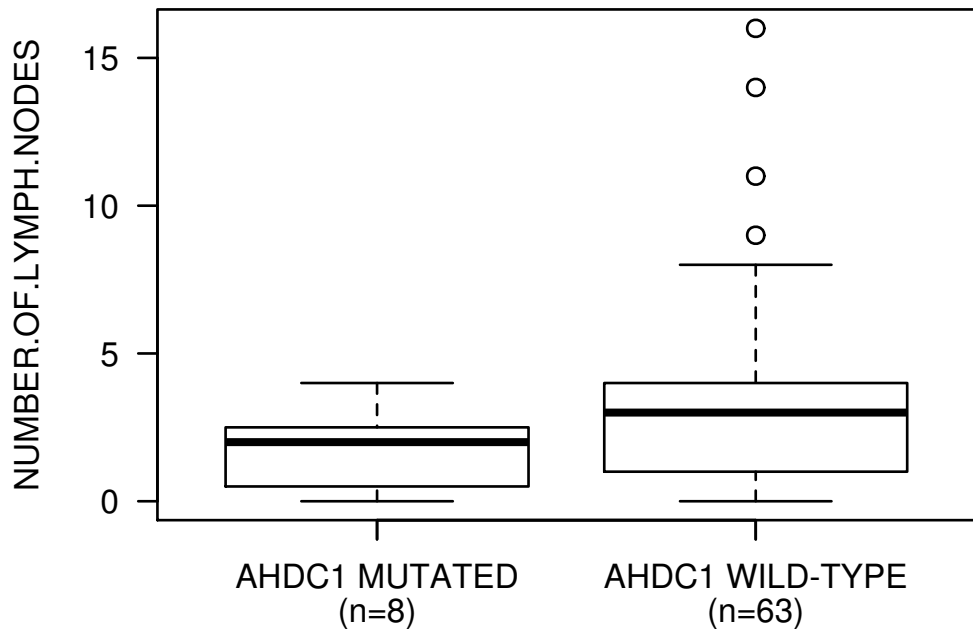 NUMBER.OF.LYMPH.NODES
15
10
5
0
AHDC1 MUTATED
(n=8)
AHDC1 WILD-TYPE
(n=63)